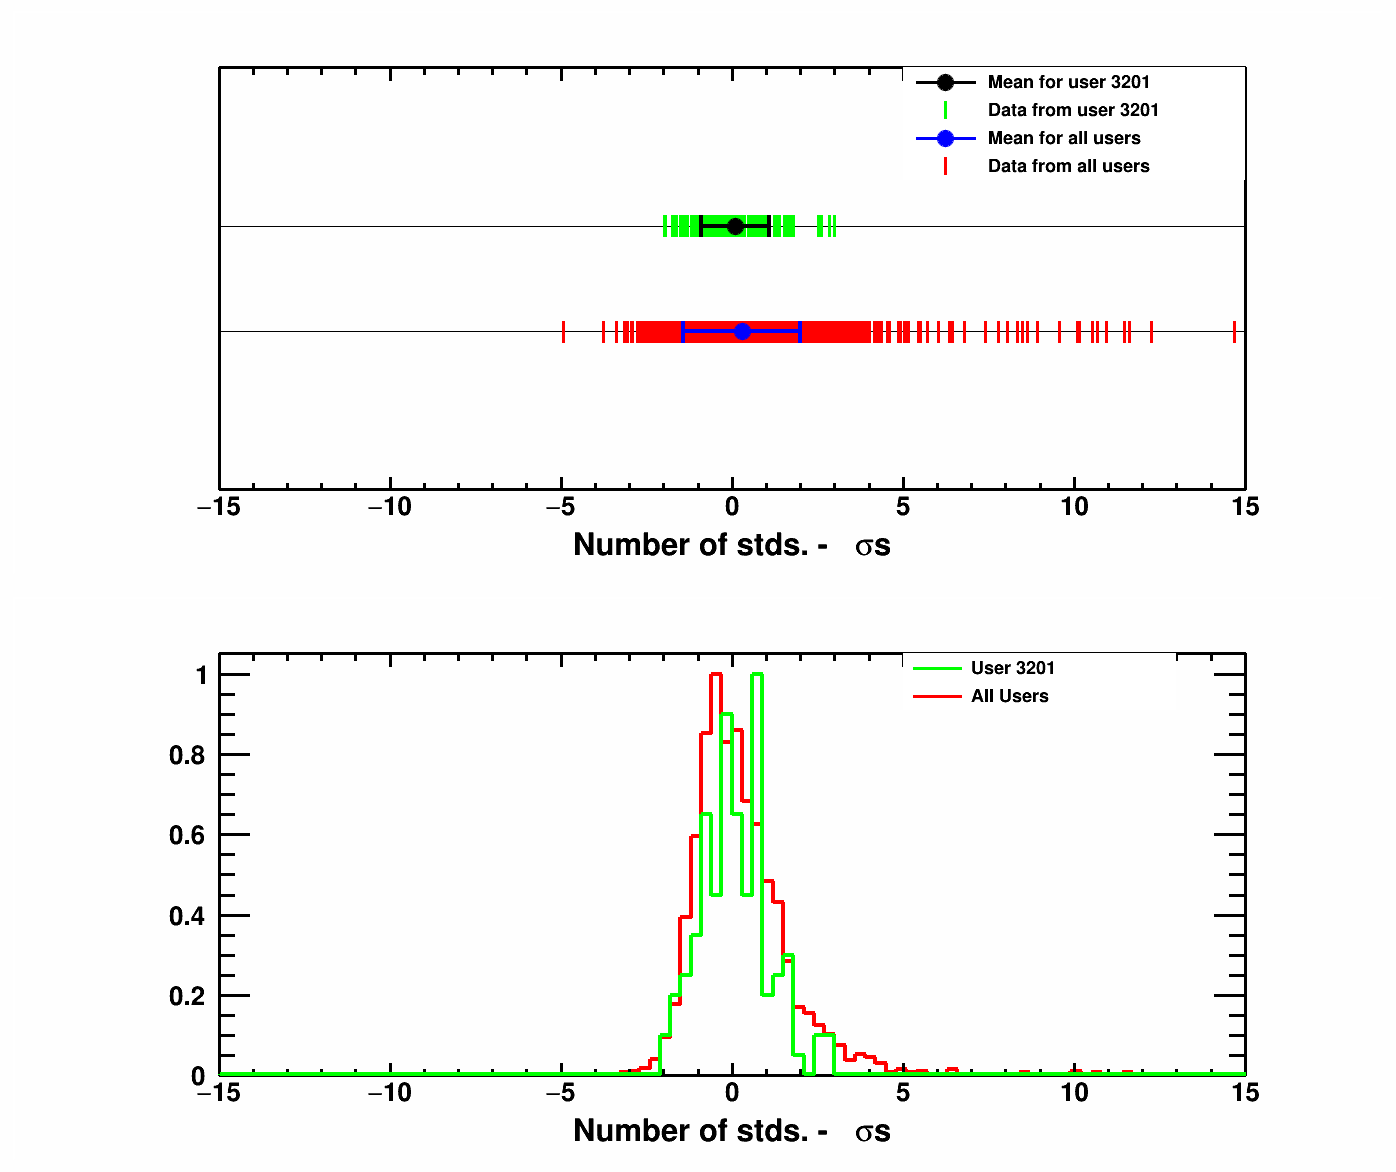 Mean for user 3201
Data from user 3201
Mean for all users
Data from all users
−15 −10 −5 0 5 10 15
Number of stds. - σs
User 3201
All Users
1
0.8
0.6
0.4
0.2
0
−15 −10 −5 0 5 10 15
Number of stds. - σs